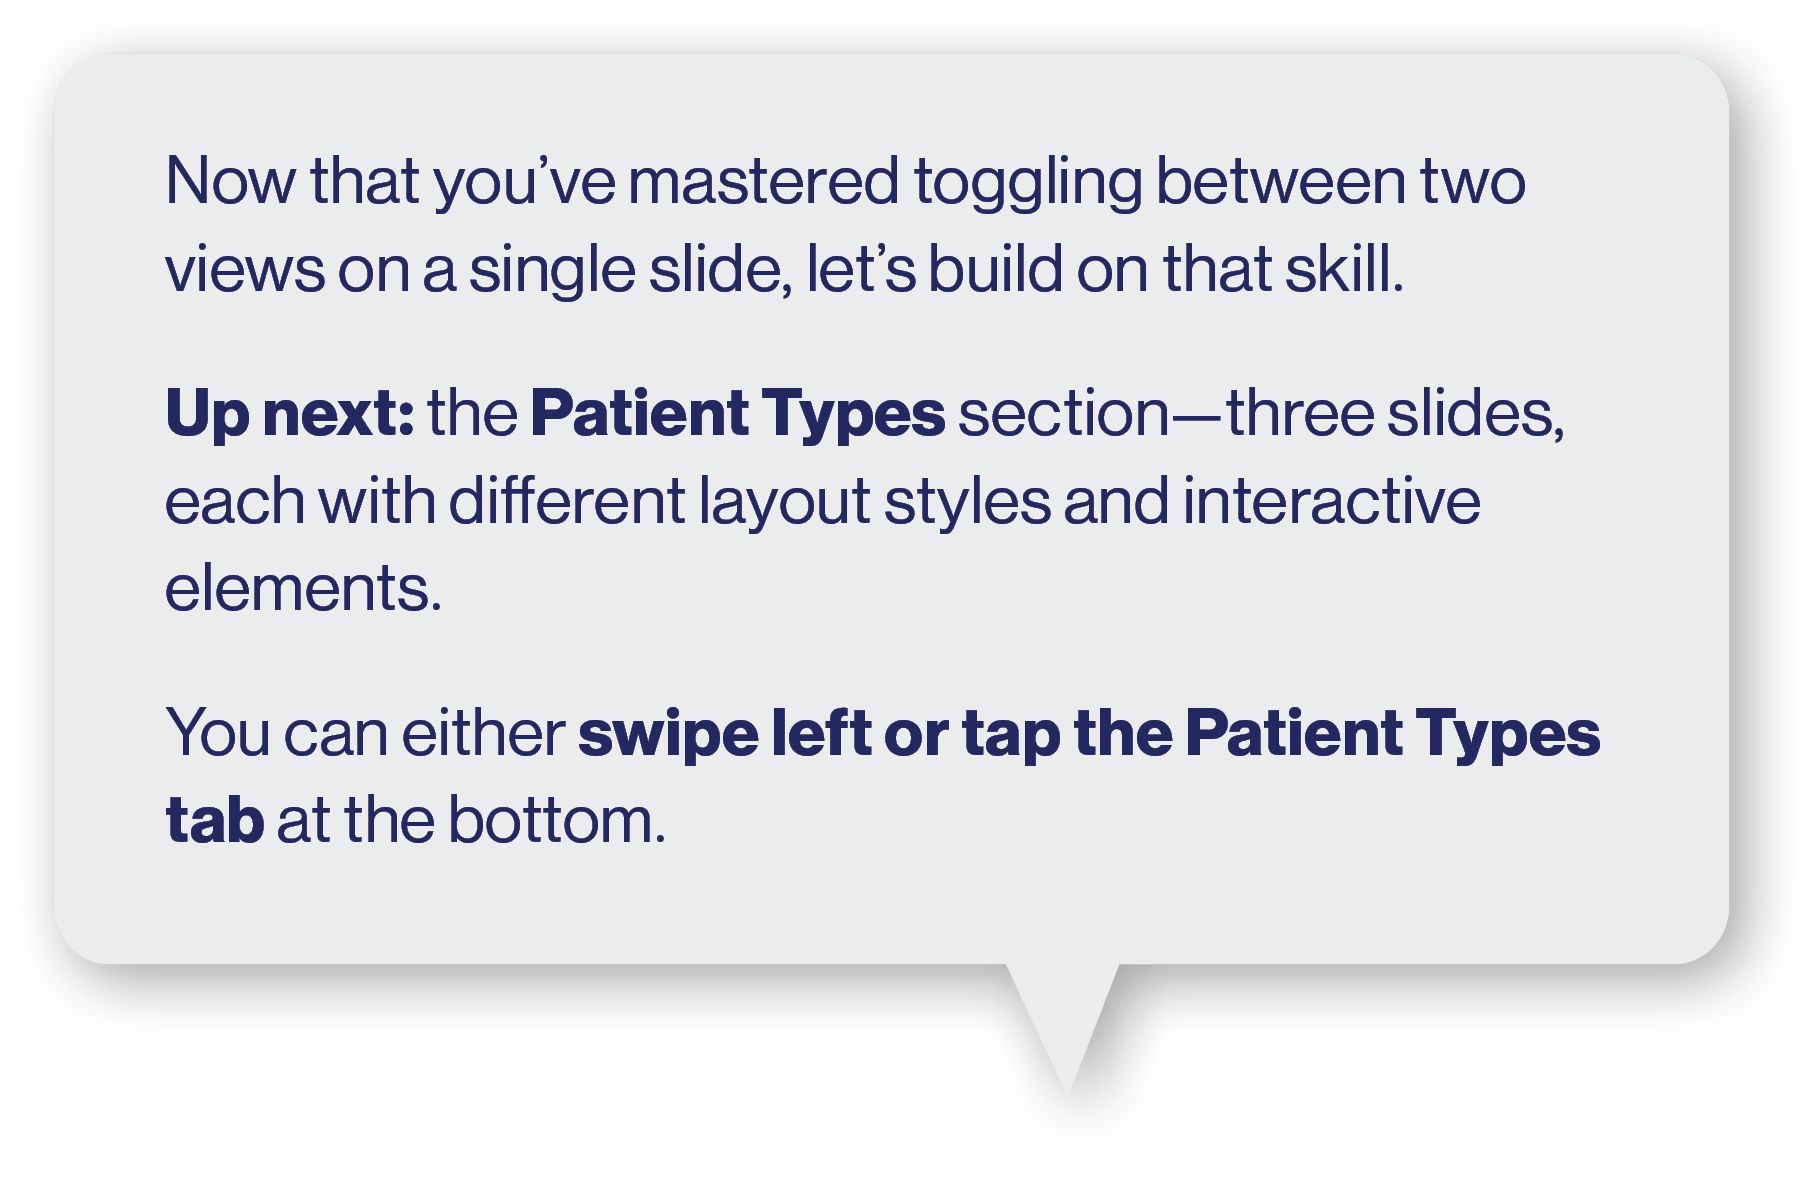 Now that you’ve mastered toggling between two
views on a single slide, let’s build on that skill.
Up next: the Patient Types section—three slides,
each with different layout styles and interactive
elements.
You can either swipe left or tap the Patient Types
tab at the bottom.